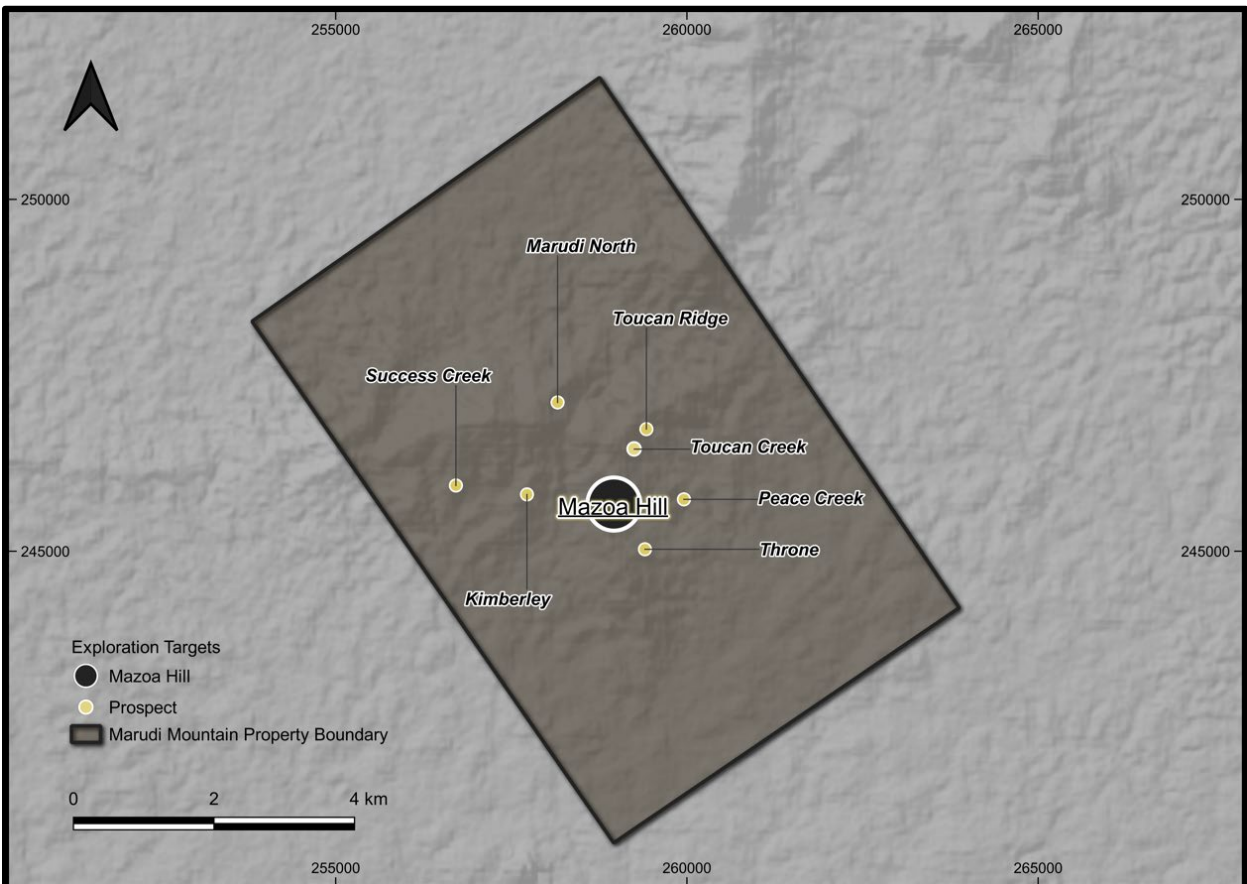 255000
260000
265000
250000
250000
Marudi North
Toucan Ridge
Success Creek
Toucan Creek
Mazoa Hill
Peace Creek
245000
Throne
245000
Kimberley
Exploration Targets
Mazoa Hill
Prospect
Marudi Mountain Property Boundary
0 2 4 km
255000
260000
265000